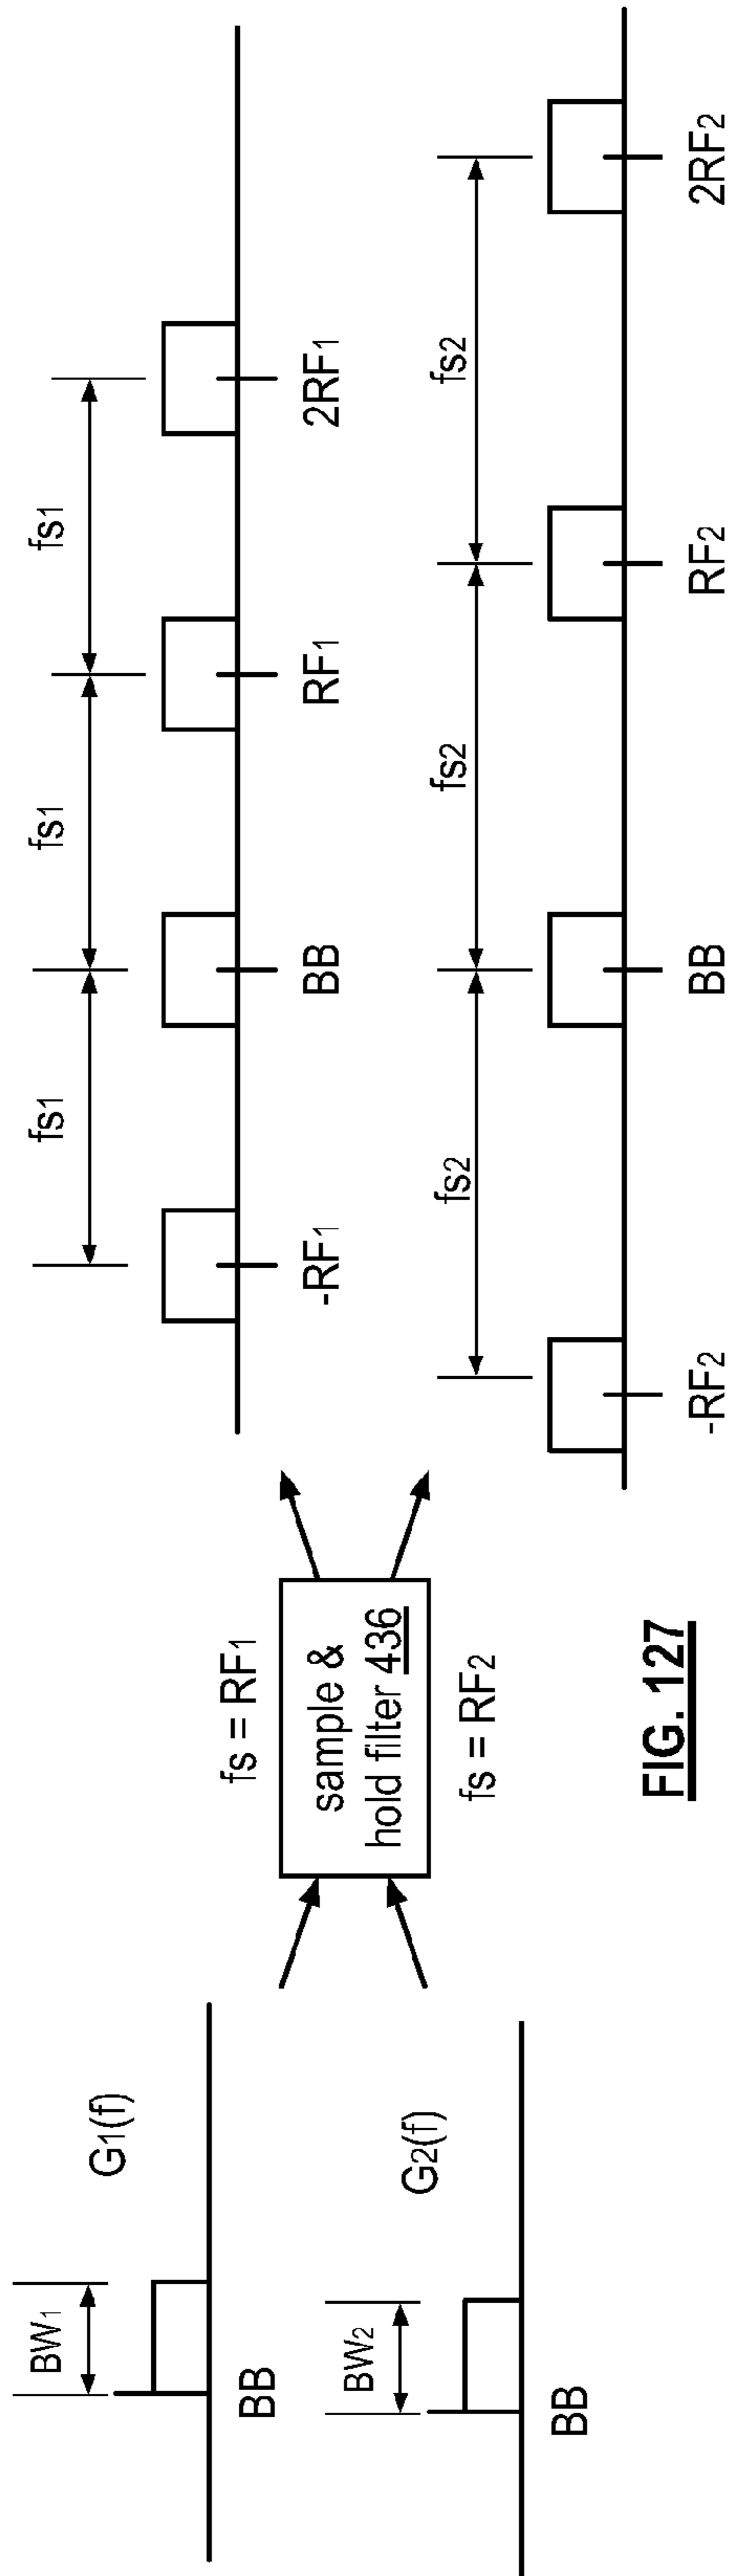 G1(f)
BW1
BB
G2(f)
BW2
BB
fs = RF1
sample &
hold filter 436
fs = RF2
fs1
fs1
fs1
-RF1
BB
RF1
2RF1
fs2
fs2
fs2
-RF2
BB
RF2
2RF2
FIG. 127